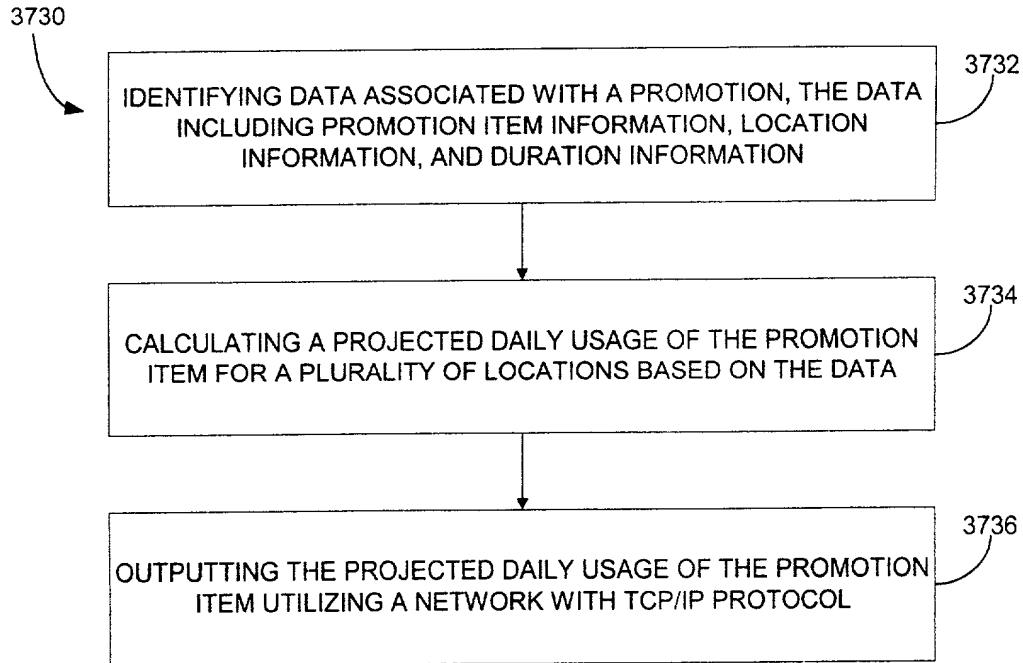 3730
3732
IDENTIFYING DATA ASSOCIATED WITH A PROMOTION, THE DATA
INCLUDING PROMOTION ITEM INFORMATION, LOCATION
INFORMATION, AND DURATION INFORMATION
3734
CALCULATING A PROJECTED DAILY USAGE OF THE PROMOTION
ITEM FOR A PLURALITY OF LOCATIONS BASED ON THE DATA
3736
OUTPUTTING THE PROJECTED DAILY USAGE OF THE PROMOTION
ITEM UTILIZING A NETWORK WITH TCP/IP PROTOCOL